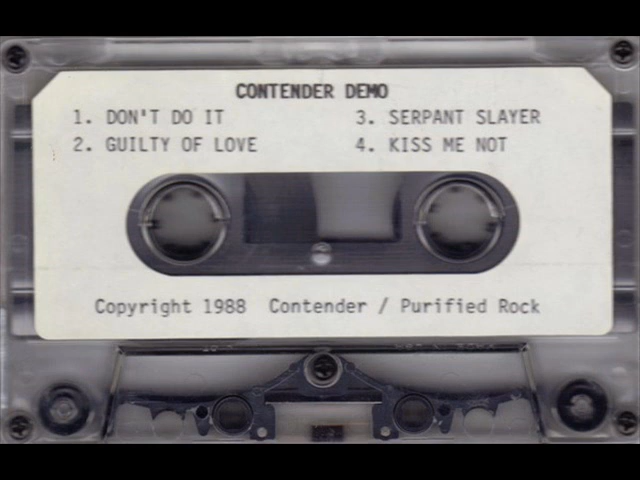 CONTENDER DEMO
1. DON'T DO IT
2. GUILTY OF LOVE
3. SERPANT SLAYER
4. KISS ME NOT
Copyright 1988 Contender / Purified Rock